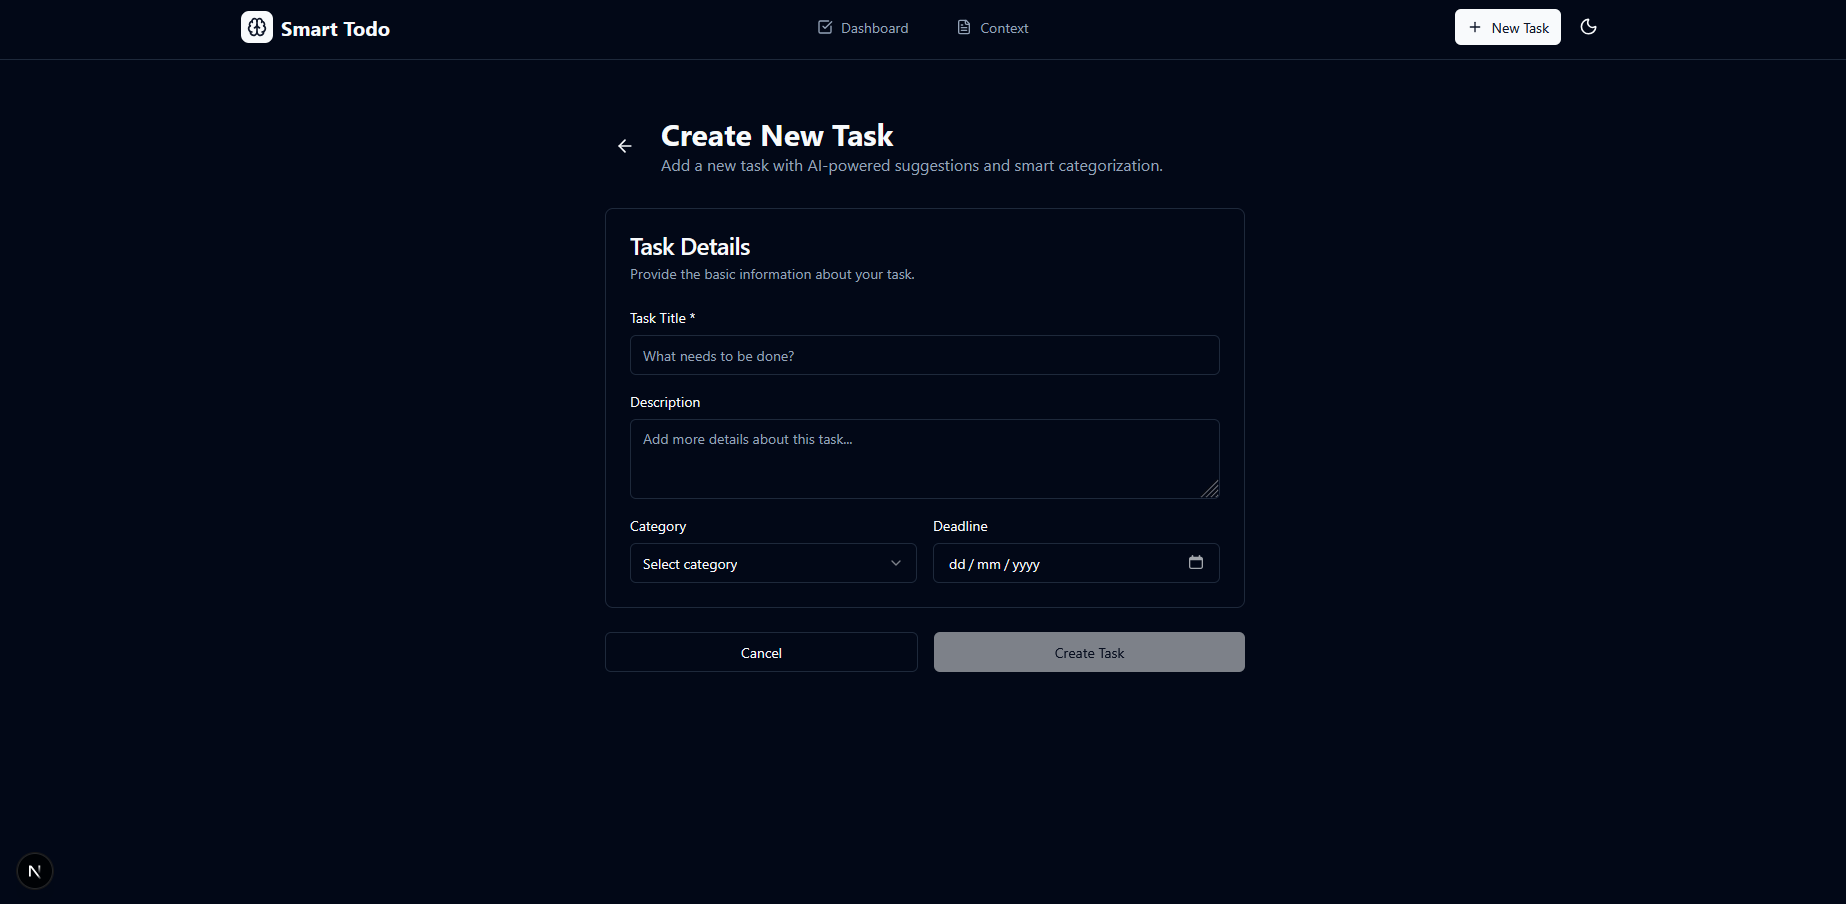 Smart Todo
Dashboard
Context
New Task
Create New Task
Add a new task with AI-powered suggestions and smart categorization.
Task Details
Provide the basic information about your task.
Task Title *
What needs to be done?
Description
Add more details about this task...
Category
Deadline
Select category
dd / mm / yyyy
Cancel
Create Task
N